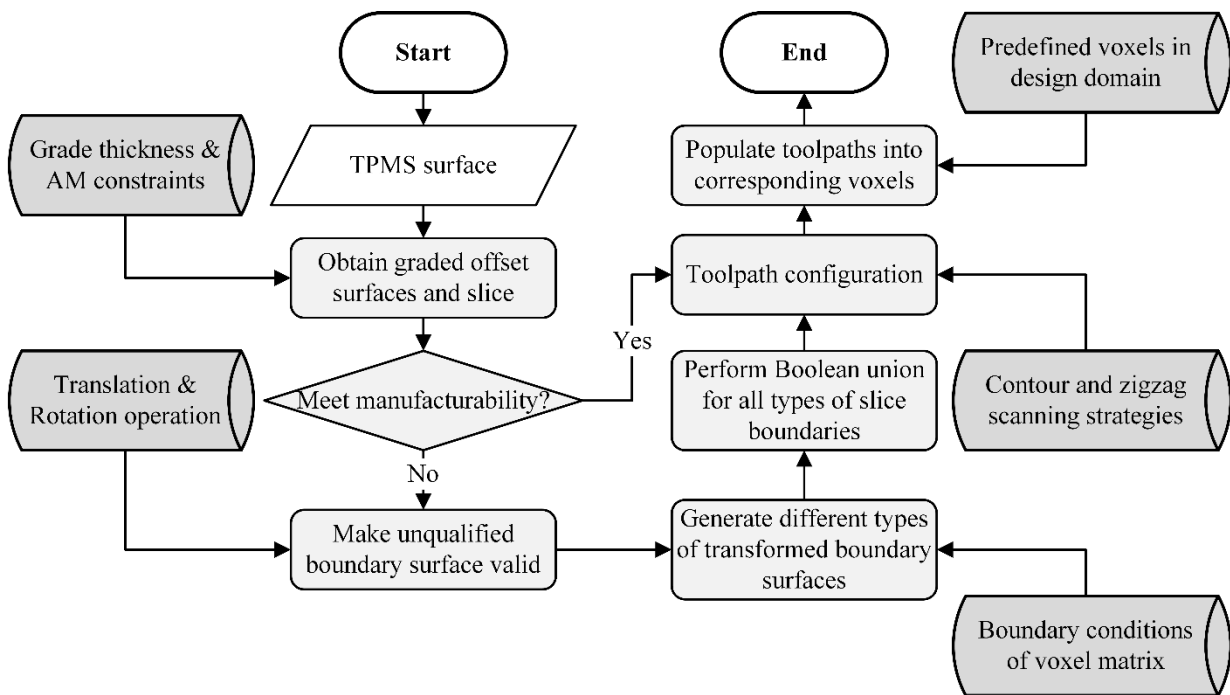 Start
TPMS surface
Grade thickness &
AM constraints
Obtain graded offset
surfaces and slice
Meet manufacturability?
Yes
No
Translation &
Rotation operation
Make unqualified
boundary surface valid
Generate different types
of transformed boundary
surfaces
Boundary conditions
of voxel matrix
Perform Boolean union
for all types of slice
boundaries
Toolpath configuration
Contour and zigzag
scanning strategies
Populate toolpaths into
corresponding voxels
Predefined voxels in
design domain
End